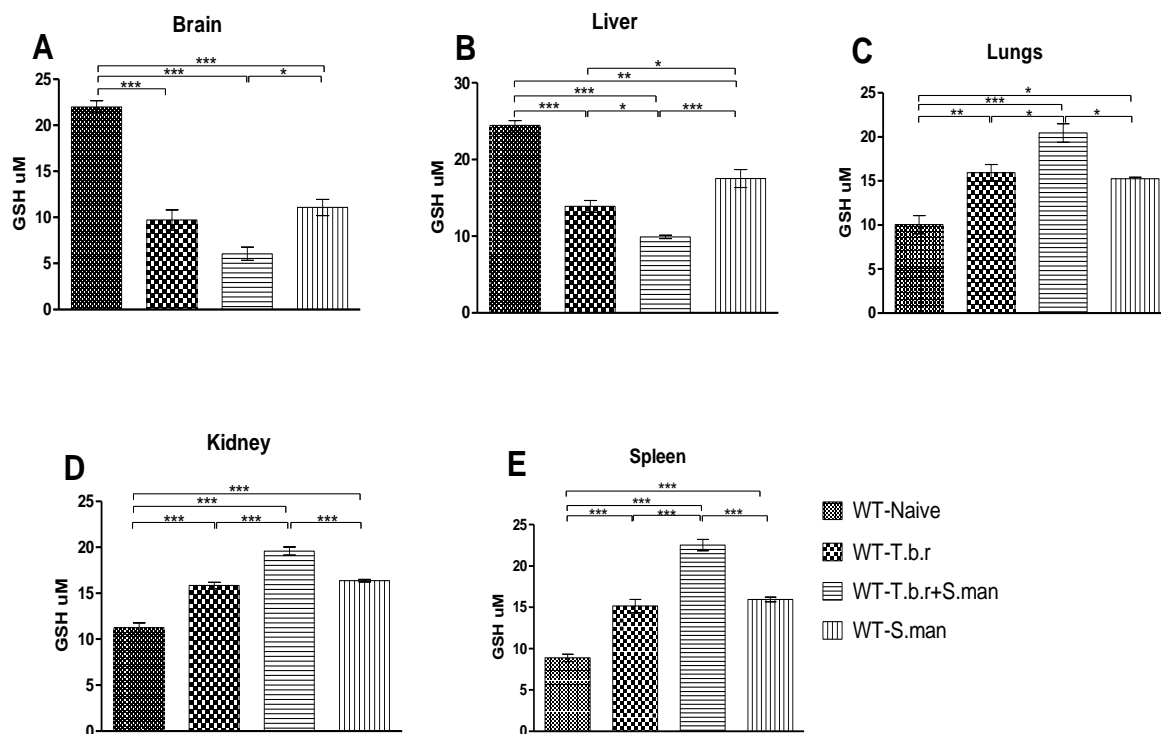 A
Brain
***
***
*
***
25
20
15
10
5
0
GSH uM
B
Liver
*
**
***
***
*
***
30
20
10
0
GSH uM
C
Lungs
*
***
**
*
*
25
20
15
10
5
0
GSH uM
D
Kidney
***
***
***
***
***
25
20
15
10
5
0
GSH uM
E
Spleen
***
***
***
***
***
25
20
15
10
5
0
GSH uM
WT-Naive
WT-T.b.r
WT-T.b.r+S.man
WT-S.man